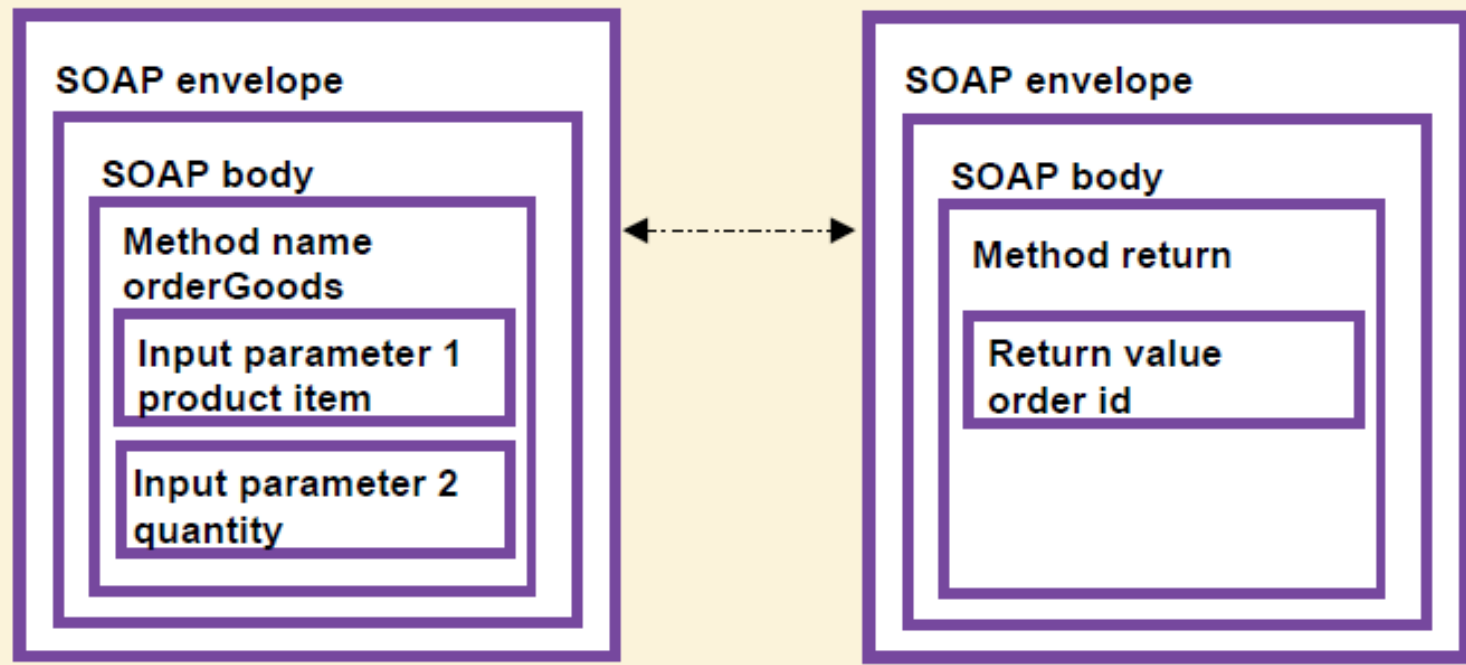 SOAP envelope
SOAP body
Method name
orderGoods
Input parameter 1
product item
Input parameter 2
quantity
SOAP envelope
SOAP body
Method return
Return value
order id